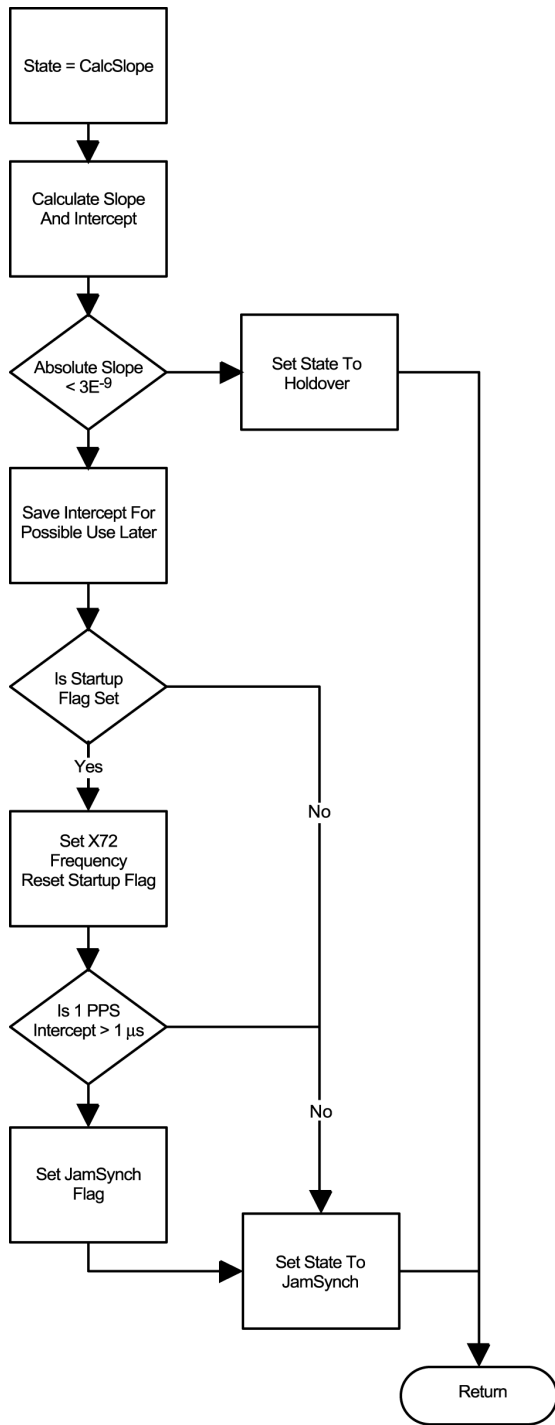 State = CalcSlope
Calculate Slope
And Intercept
Absolute Slope
< 3E-9
Set State To
Holdover
Save Intercept For
Possible Use Later
Is Startup
Flag Set
Yes
No
Set X72
Frequency
Reset Startup Flag
Is 1 PPS
Intercept > 1 µs
No
Set JamSynch
Flag
Set State To
JamSynch
Return